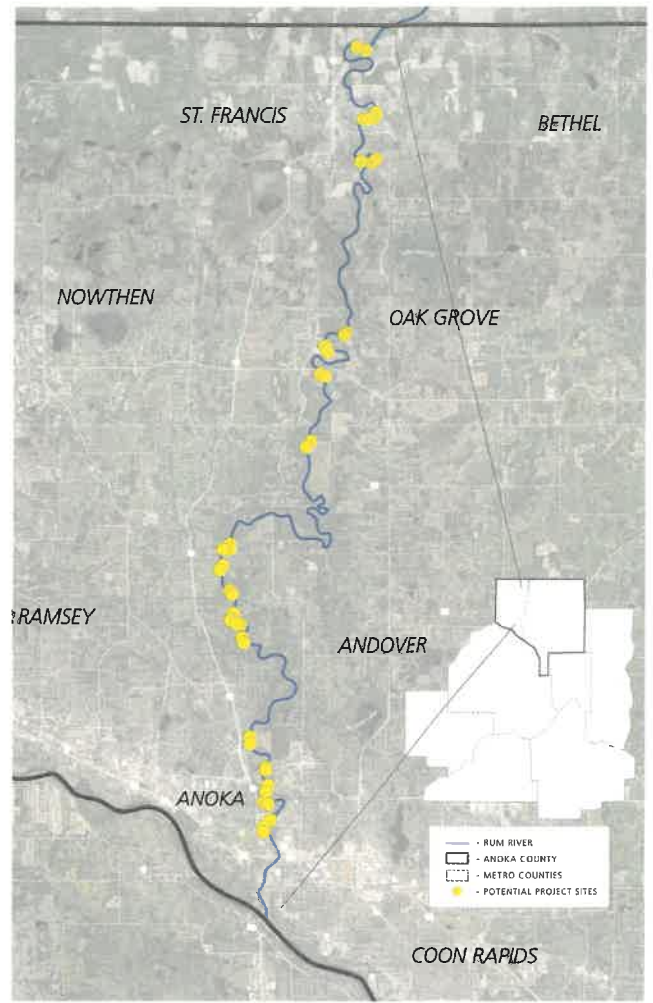 ST. FRANCIS
BETHEL
NOWTHEN
OAK GROVE
RAMSEY
ANDOVER
ANOKA
- RUM RIVER
- ANOKA COUNTY
- METRO COUNTIES
- POTENTIAL PROJECT SITES
COON RAPIDS